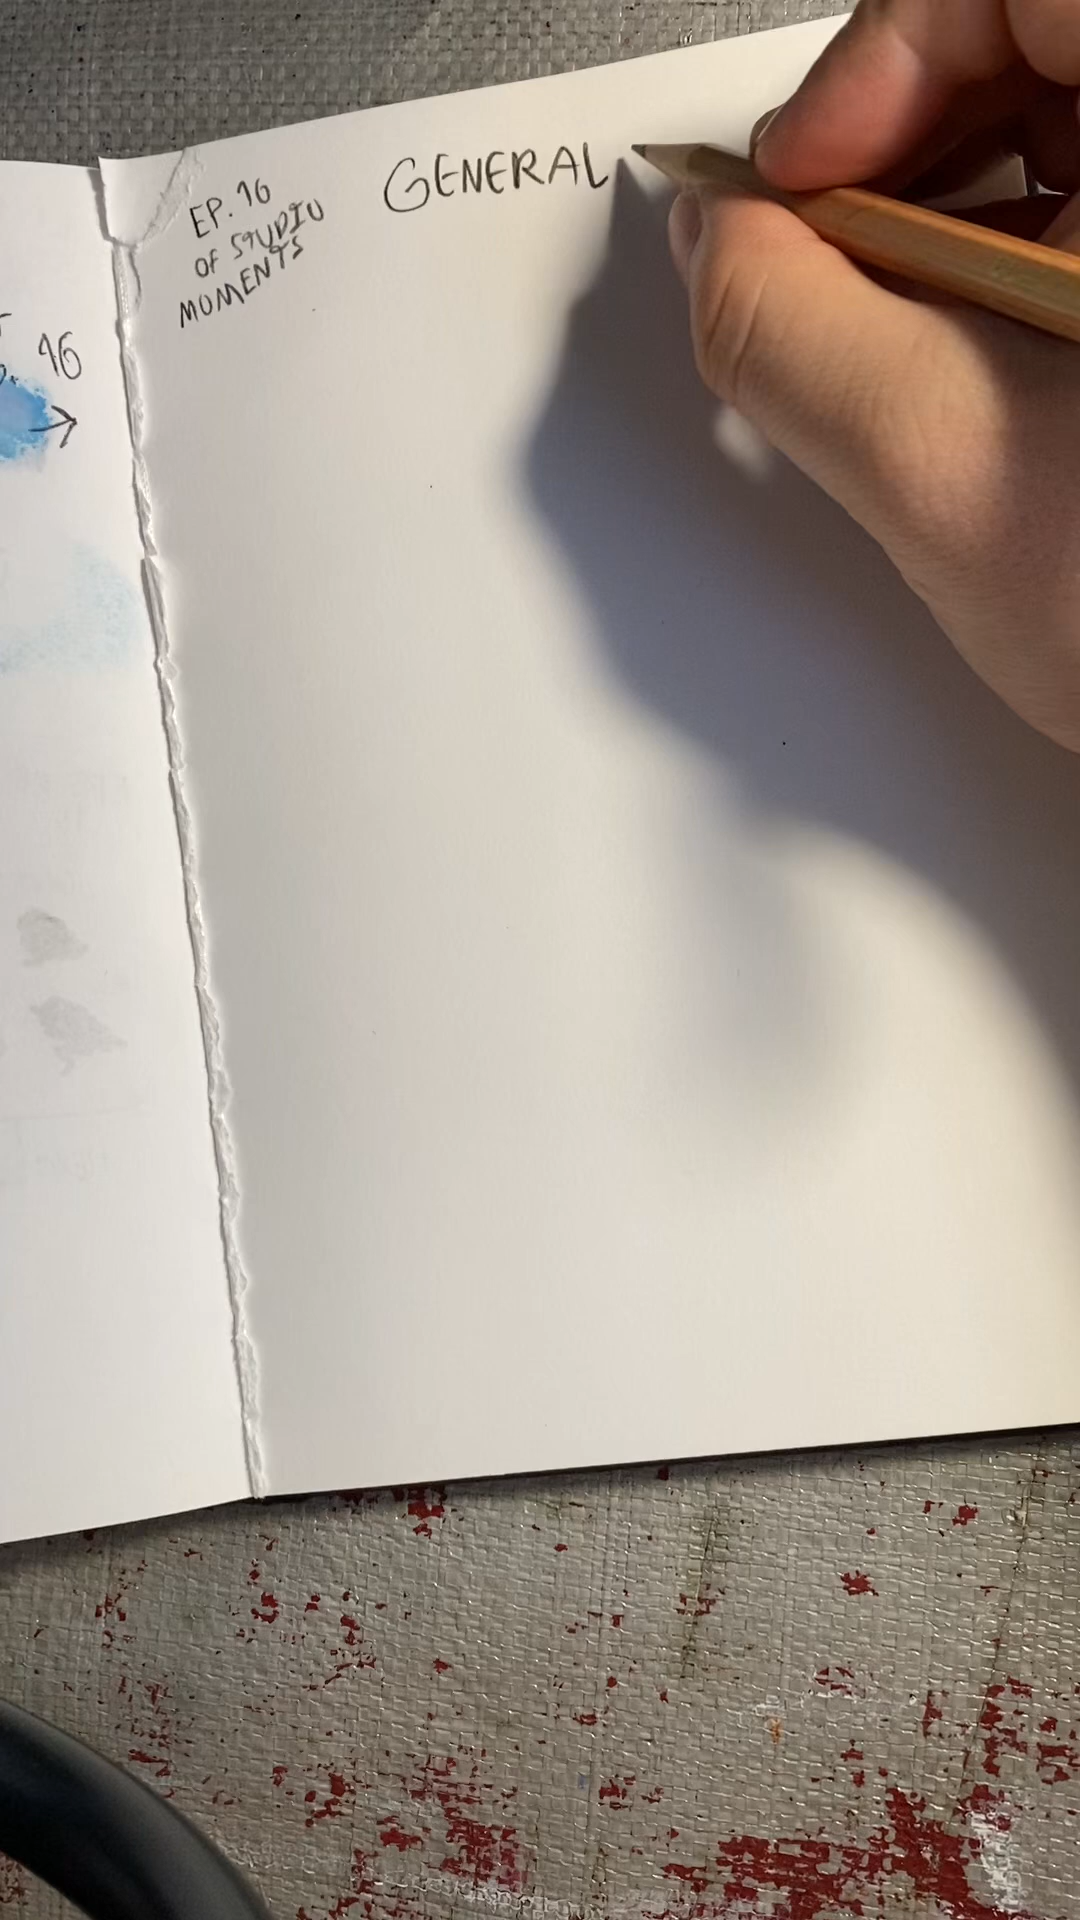 EP. 16
OF STUDIO
MOMENTS
GENERAL
16